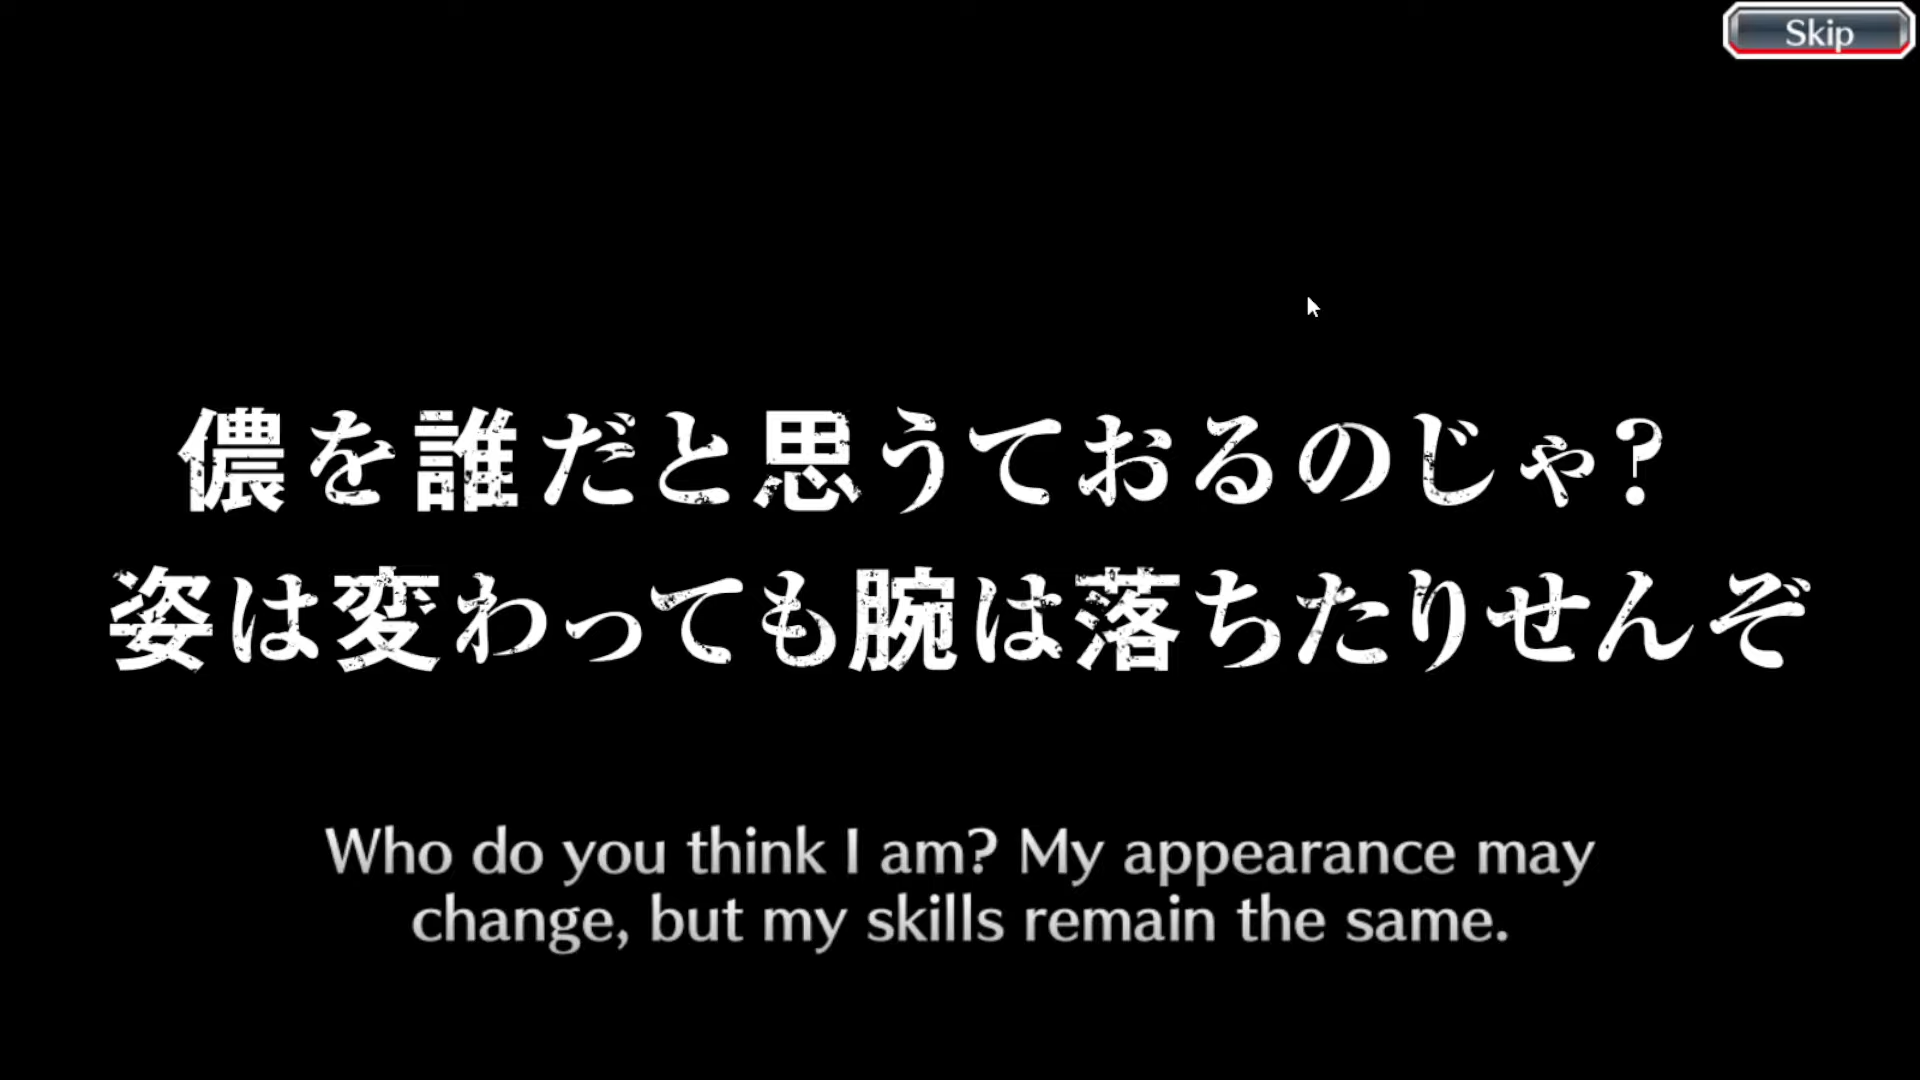 Skip
儂を誰だと思うておるのじゃ?
姿は変わっても腕は落ちたりせんぞ
Who do you think I am? My appearance may
change, but my skills remain the same.